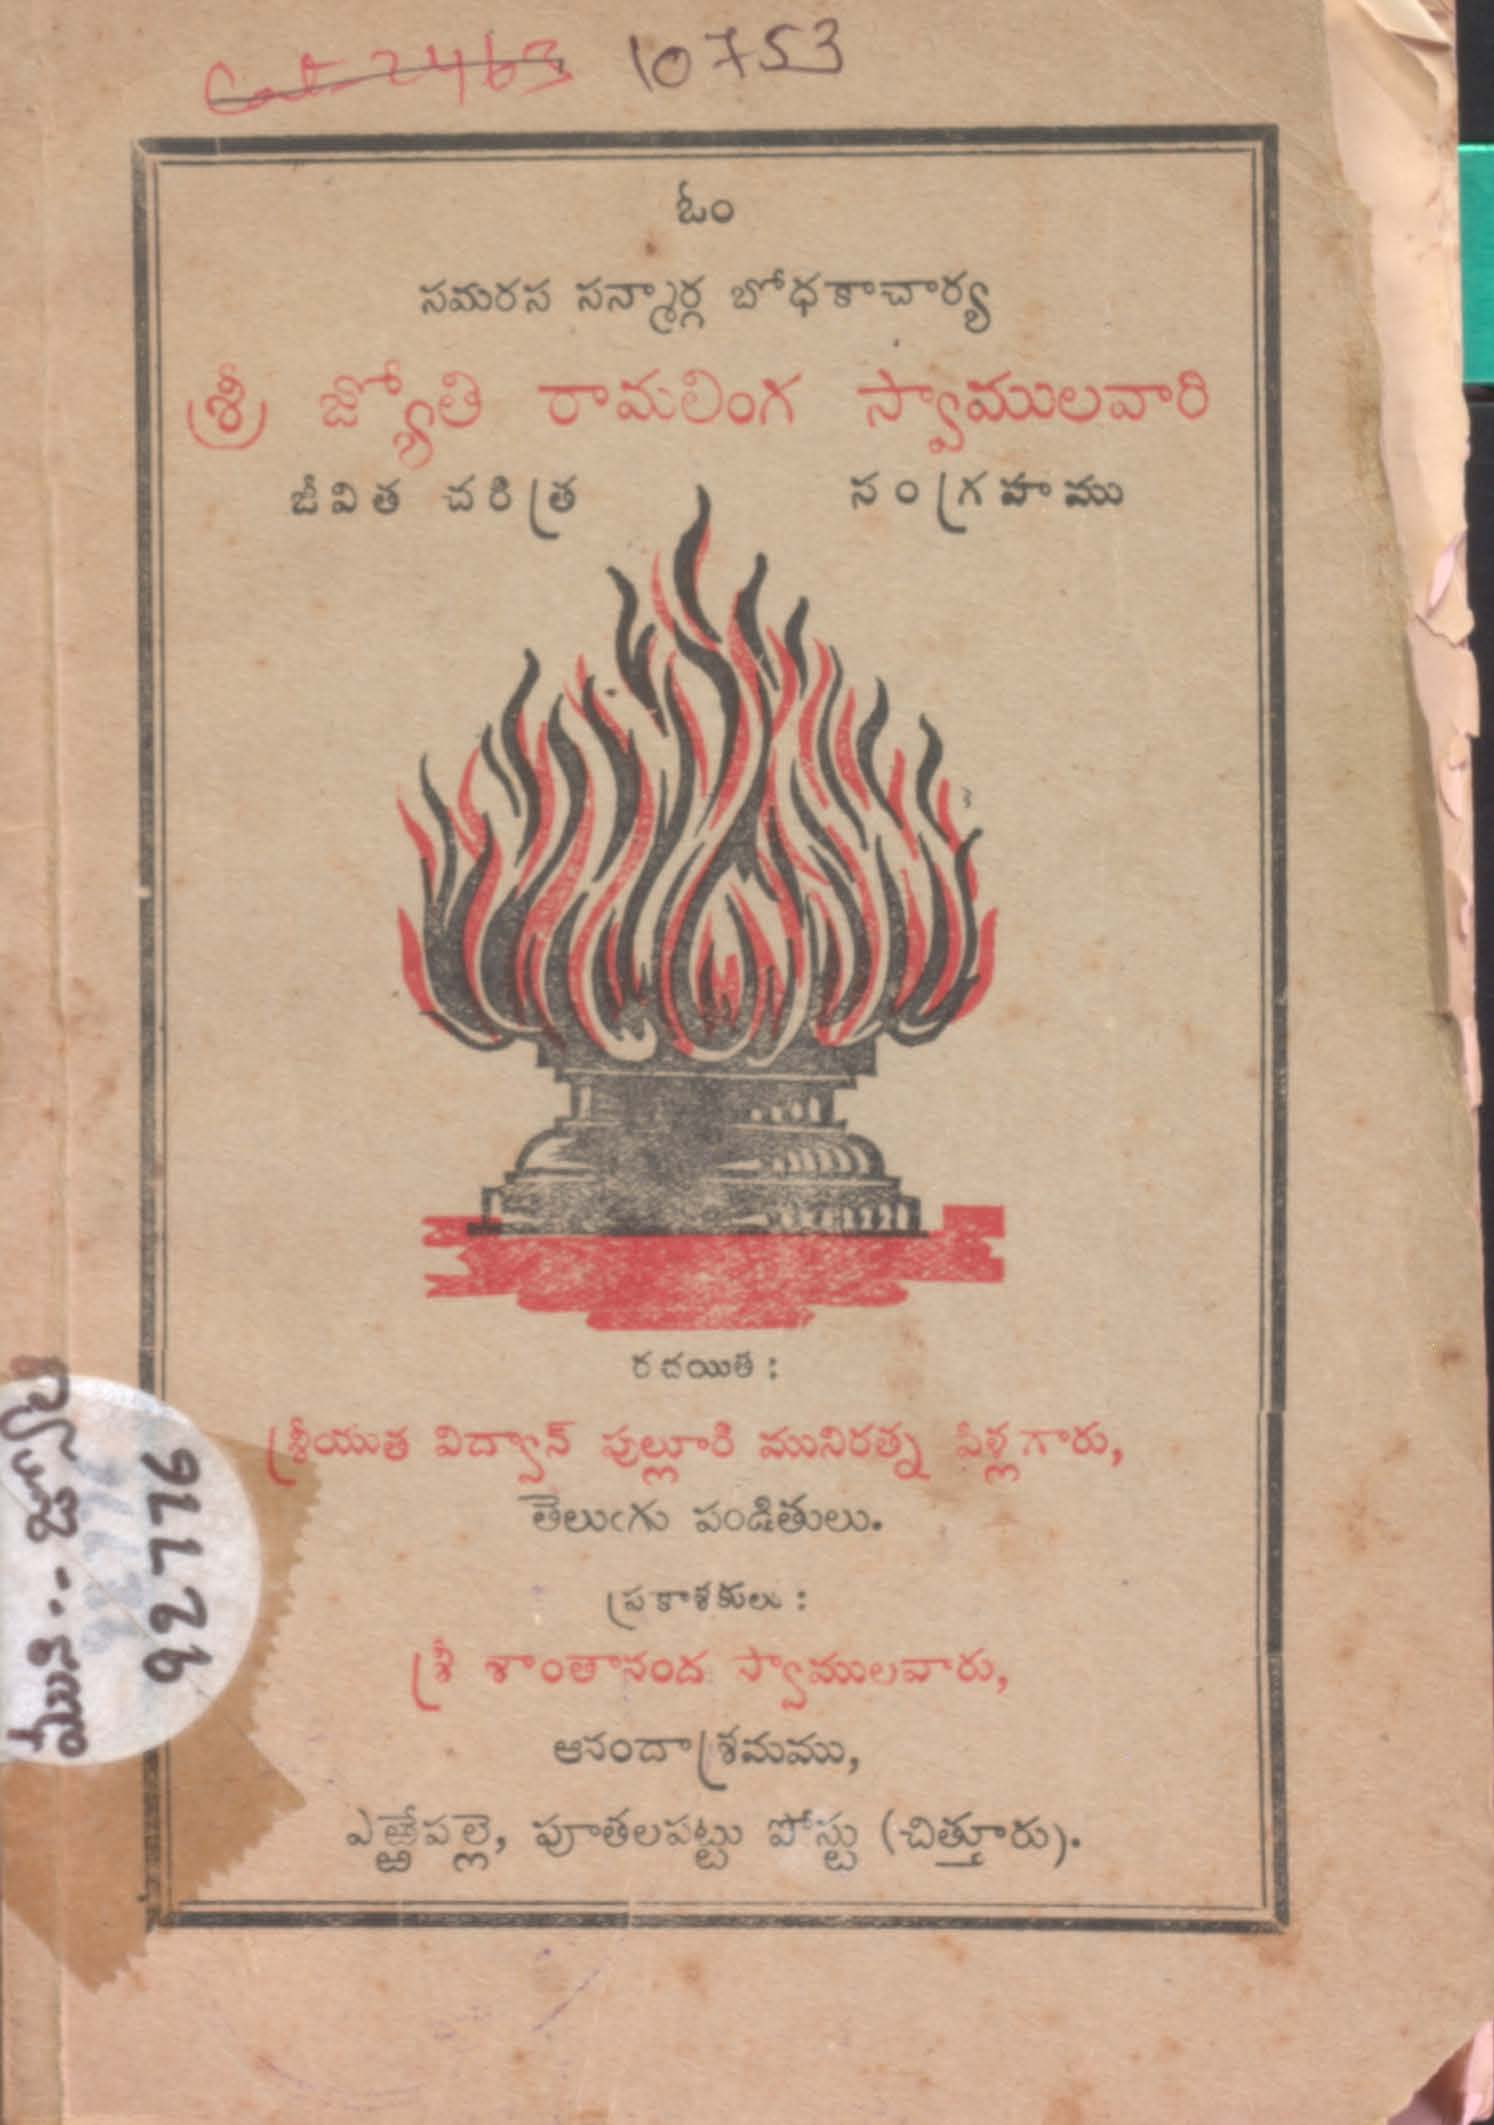 Cat 2463 10753
ఓం
సమరస సన్మార్గ బోధకాచార్య
శ్రీ జ్యోతి రామలింగ స్వాములవారి
జీవిత చరిత్ర సంగ్రహము
రచయిత :
శ్రీయుత విద్వాన్ పుల్లూరి మునిరత్న పిళ్లగారు,
తెలుఁగు పండితులు.
ప్రకాశకులు :
శ్రీ శాంతానంద స్వాములవారు,
ఆనందాశ్రమము,
ఎఱ్ఱేపల్లె, పూతలపట్టు పోస్టు (చిత్తూరు).
92776